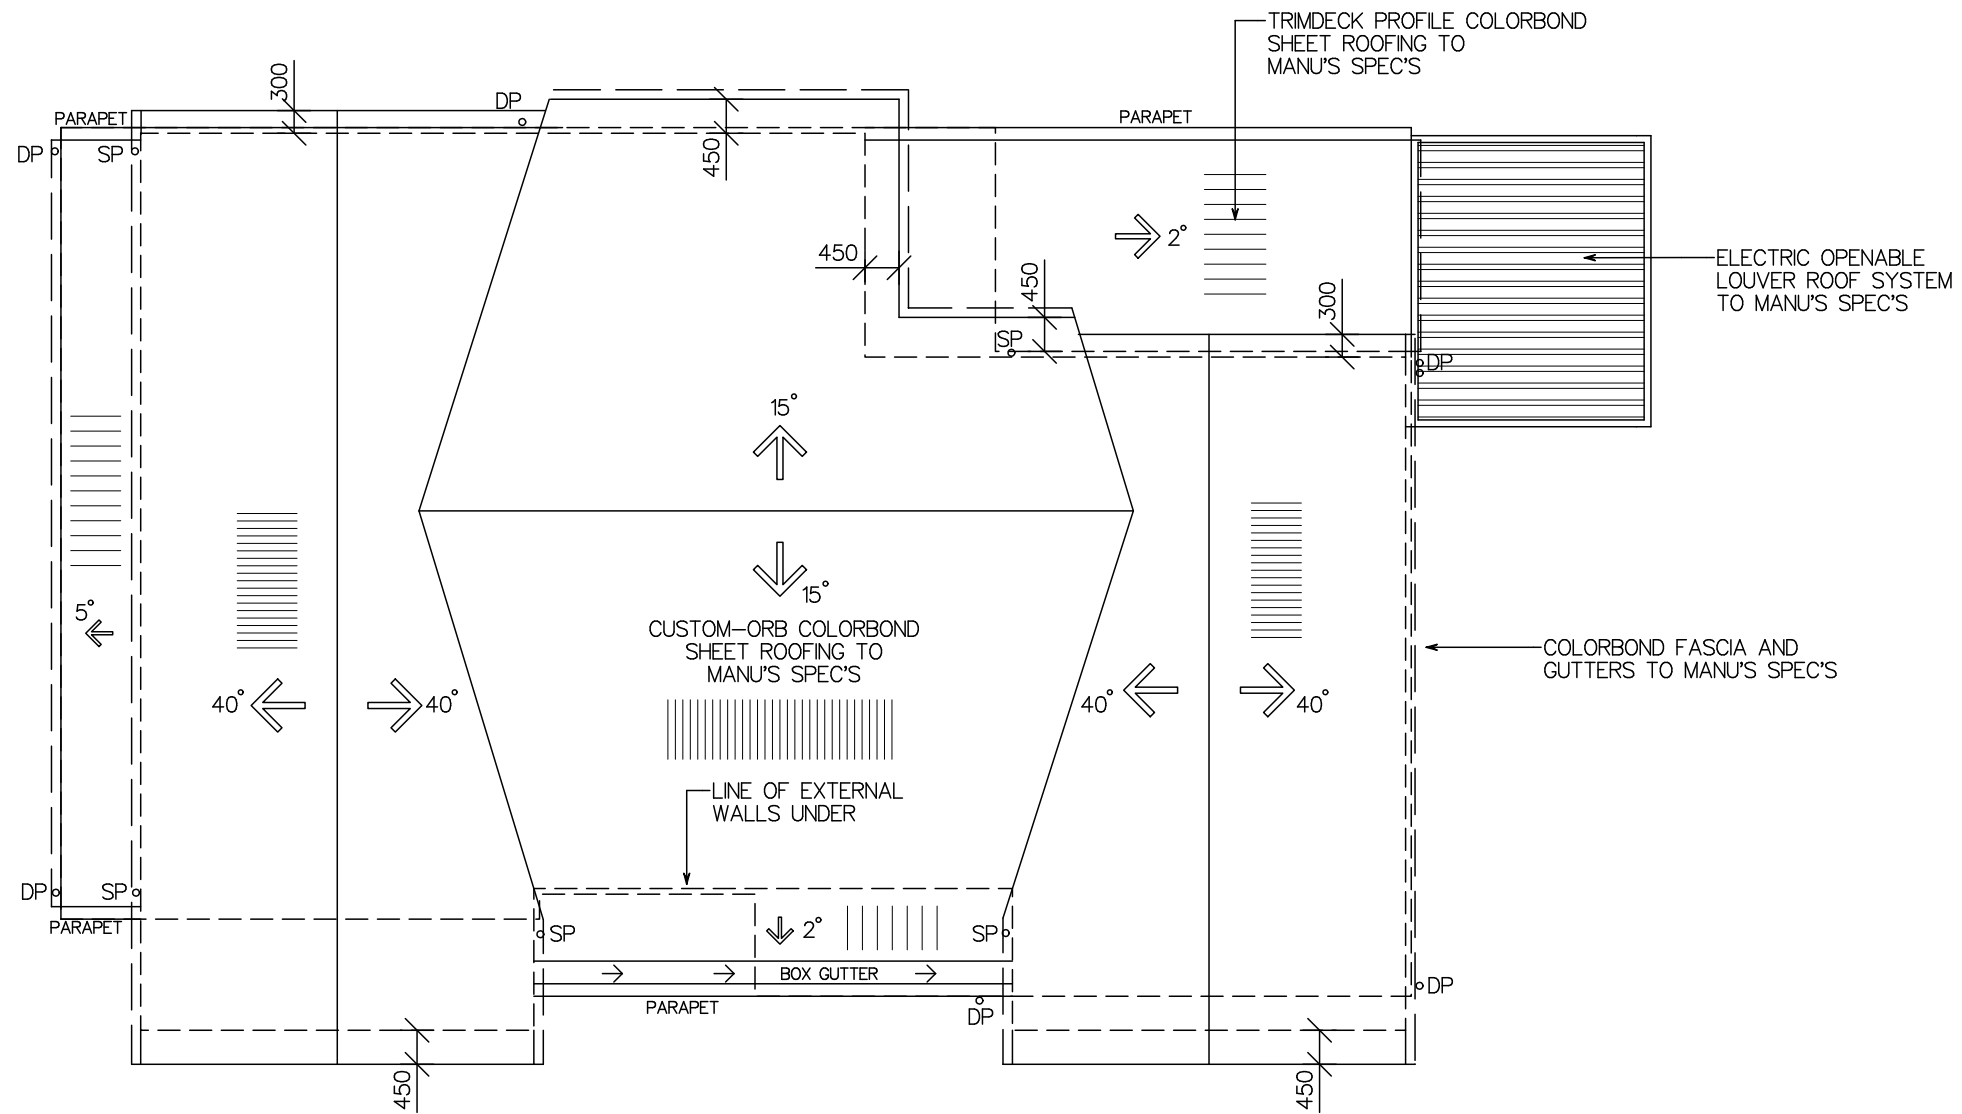 TRIMDECK PROFILE COLORBOND
SHEET ROOFING TO
MANU'S SPEC'S
300
DP
PARAPET
PARAPET
DP
SP
450
2°
450
450
ELECTRIC OPENABLE
LOUVER ROOF SYSTEM
TO MANU'S SPEC'S
300
SP
DP
15°
15°
5°
CUSTOM-ORB COLORBOND
SHEET ROOFING TO
MANU'S SPEC'S
COLORBOND FASCIA AND
GUTTERS TO MANU'S SPEC'S
40°
40°
40°
40°
LINE OF EXTERNAL
WALLS UNDER
DP
SP
PARAPET
SP
2°
SP
BOX GUTTER
DP
PARAPET
DP
450
450